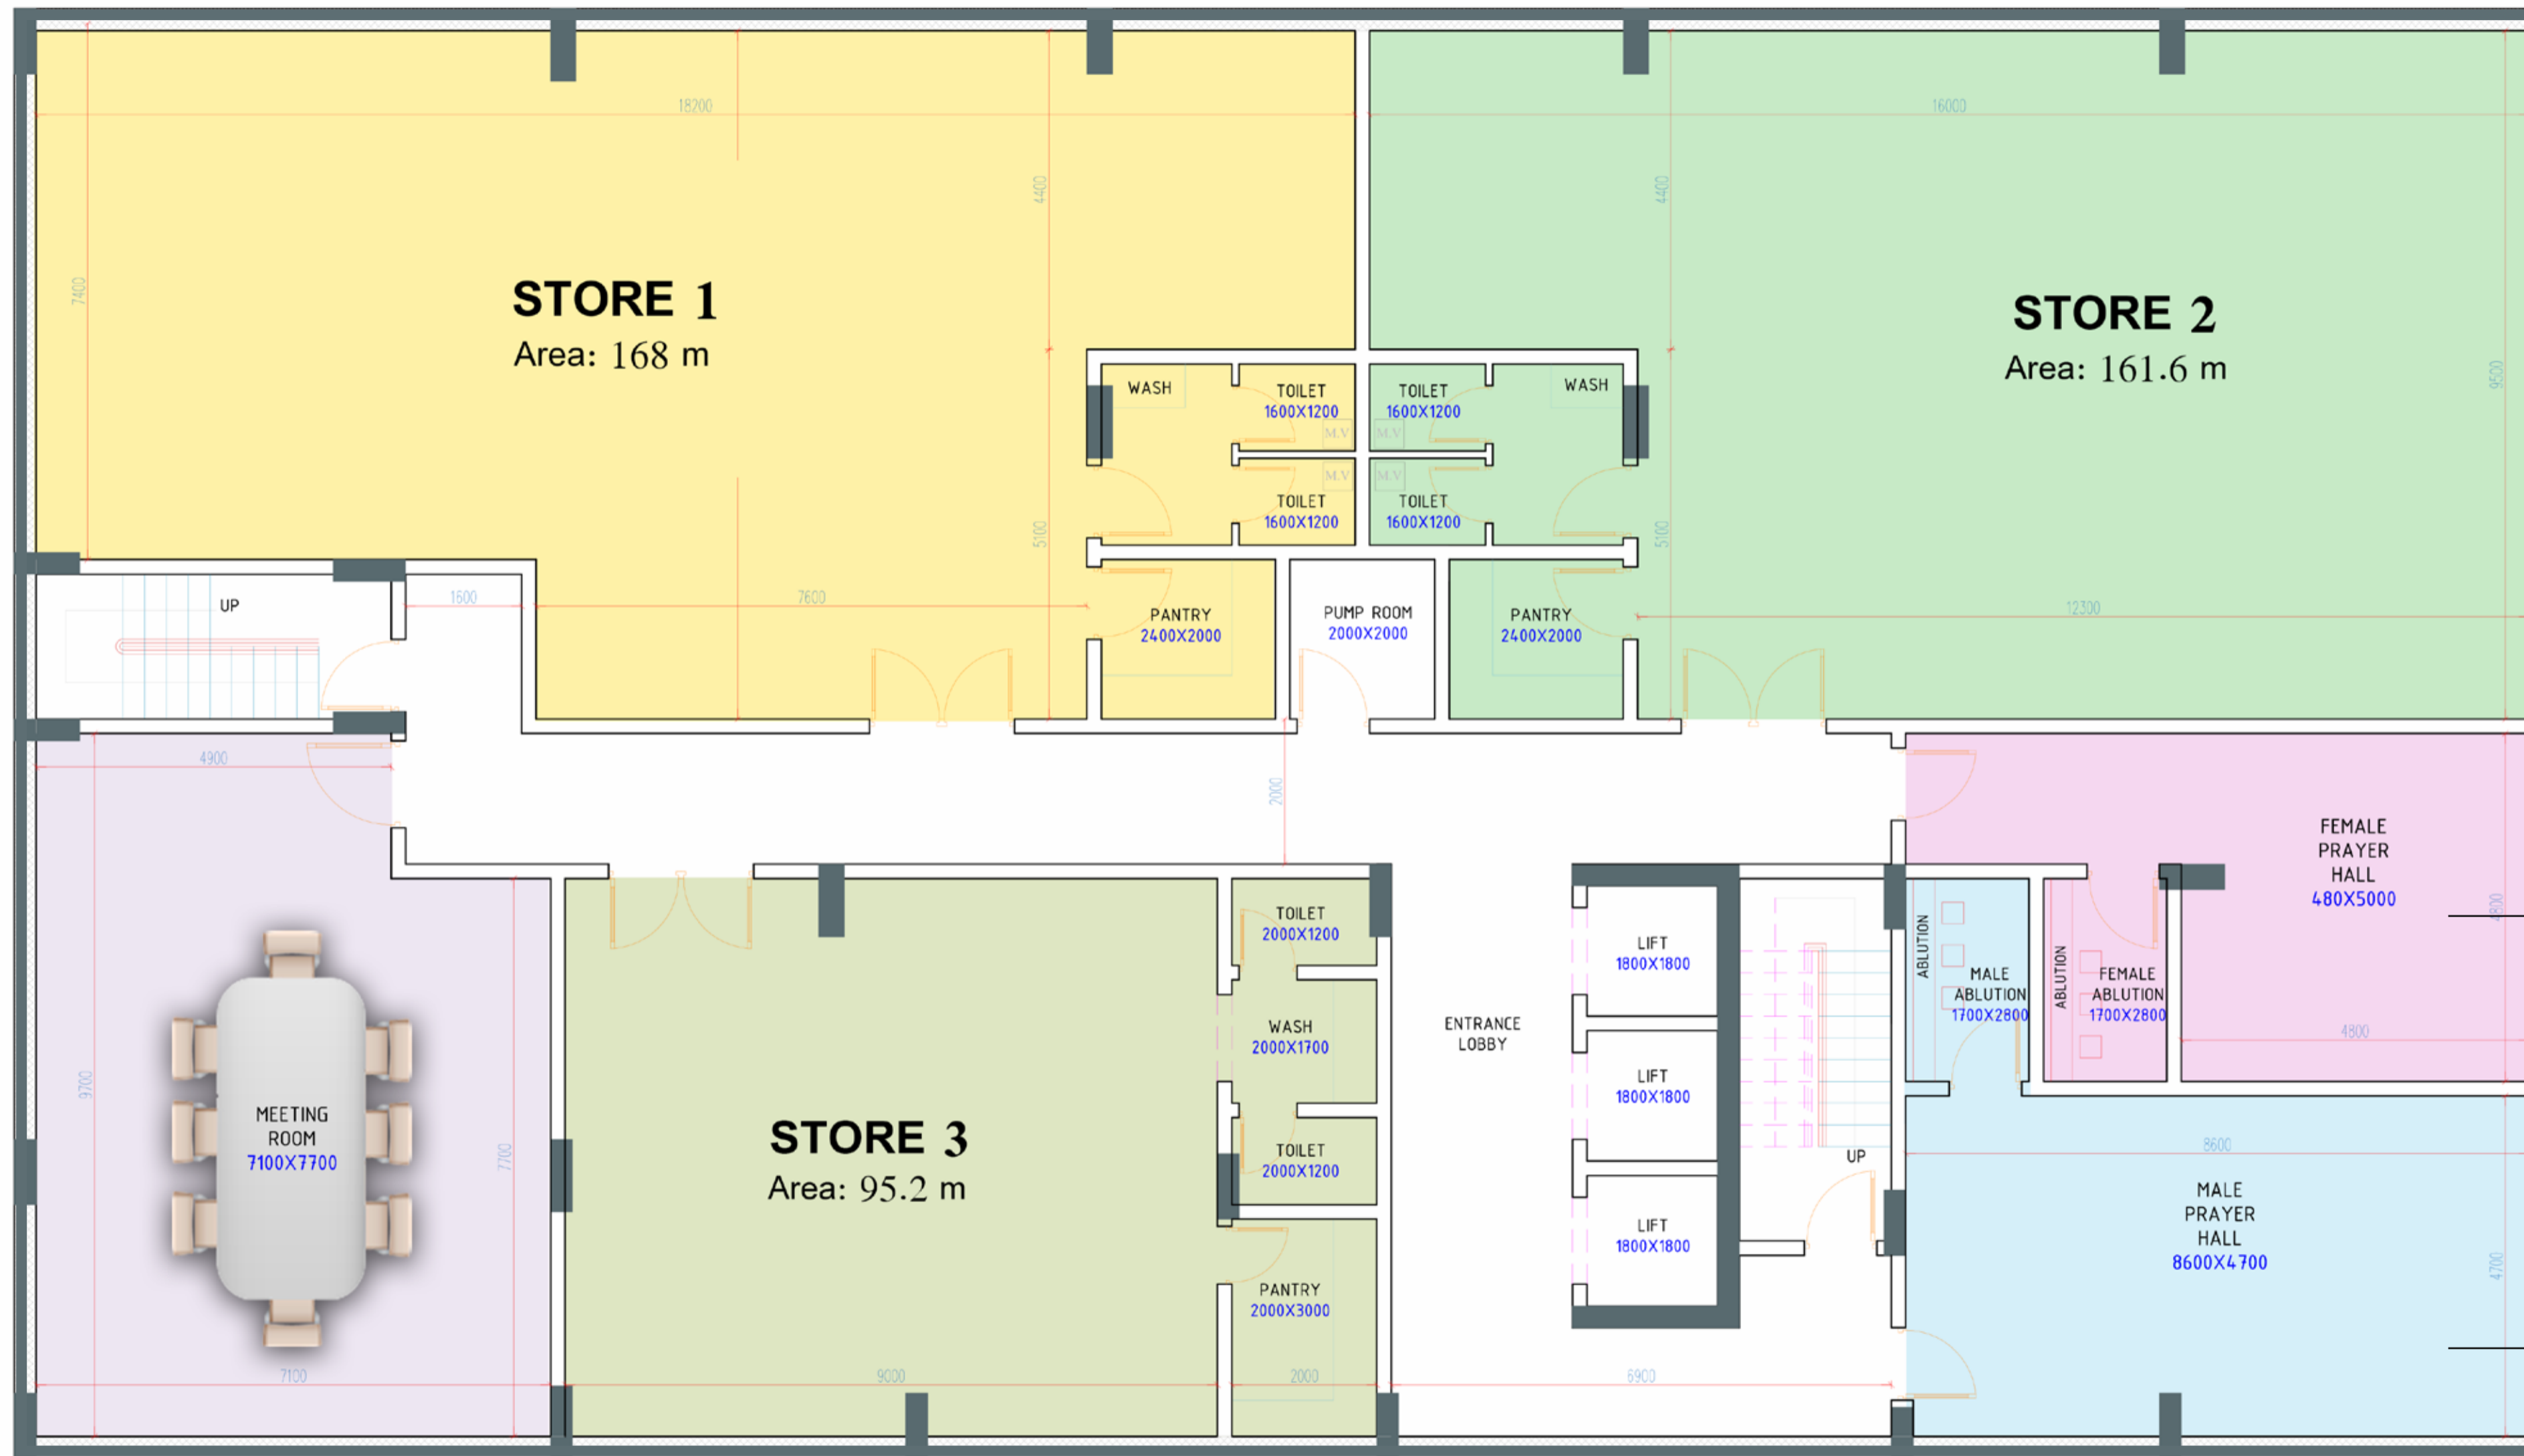 18200
16000
4400
4400
7400
STORE 1
Area: 168 m
STORE 2
Area: 161.6 m
9500
WASH
TOILET
1600X1200
M.V
TOILET
1600X1200
M.V
WASH
TOILET
1600X1200
M.V
TOILET
1600X1200
M.V
5100
5100
UP
1600
7600
PANTRY
2400X2000
PUMP ROOM
2000X2000
PANTRY
2400X2000
12300
4900
2000
FEMALE
PRAYER
HALL
480X5000
4800
TOILET
2000X1200
LIFT
1800X1800
ABLUTION
MALE
ABLUTION
1700X2800
ABLUTION
FEMALE
ABLUTION
1700X2800
4800
WASH
2000X1700
ENTRANCE
LOBBY
LIFT
1800X1800
9700
MEETING
ROOM
7100X7700
7700
STORE 3
Area: 95.2 m
TOILET
2000X1200
UP
8600
LIFT
1800X1800
MALE
PRAYER
HALL
8600X4700
4700
PANTRY
2000X3000
7100
9000
2000
6900